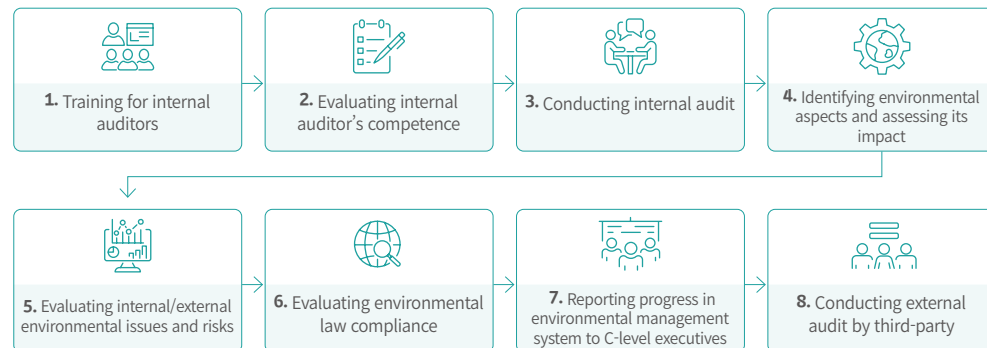 1. Training for internal
auditors
2. Evaluating internal
auditor's competence
3. Conducting internal audit
4. Identifying environmental
aspects and assessing its
impact
5. Evaluating internal/external
environmental issues and risks
6. Evaluating environmental
law compliance
7. Reporting progress in
environmental management
system to C-level executives
8. Conducting external
audit by third-party